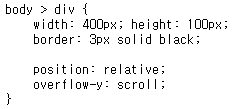 body > div {
    width: 400px; height: 100px;
    border: 3px solid black;

    position: relative;
    overflow-y: scroll;
}